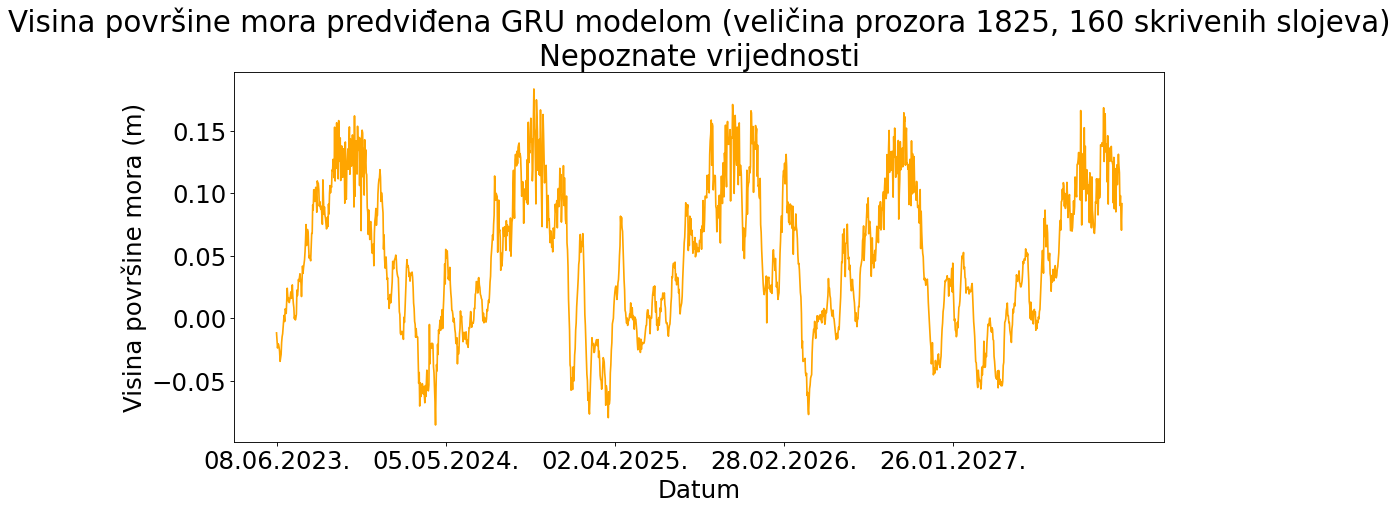 Visina površine mora predviđena GRU modelom (veličina prozora 1825, 160 skrivenih slojeva)
Nepoznate vrijednosti
Visina površine mora (m)
0.15
0.10
0.05
0.00
−0.05
08.06.2023. 05.05.2024. 02.04.2025. 28.02.2026. 26.01.2027.
Datum